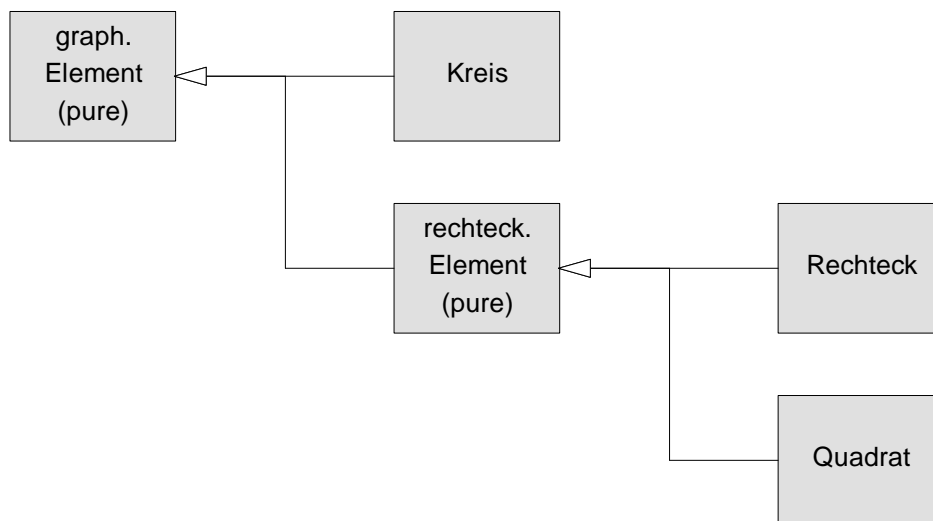 graph.
Element
(pure)
Kreis
rechteck.
Element
(pure)
Rechteck
Quadrat